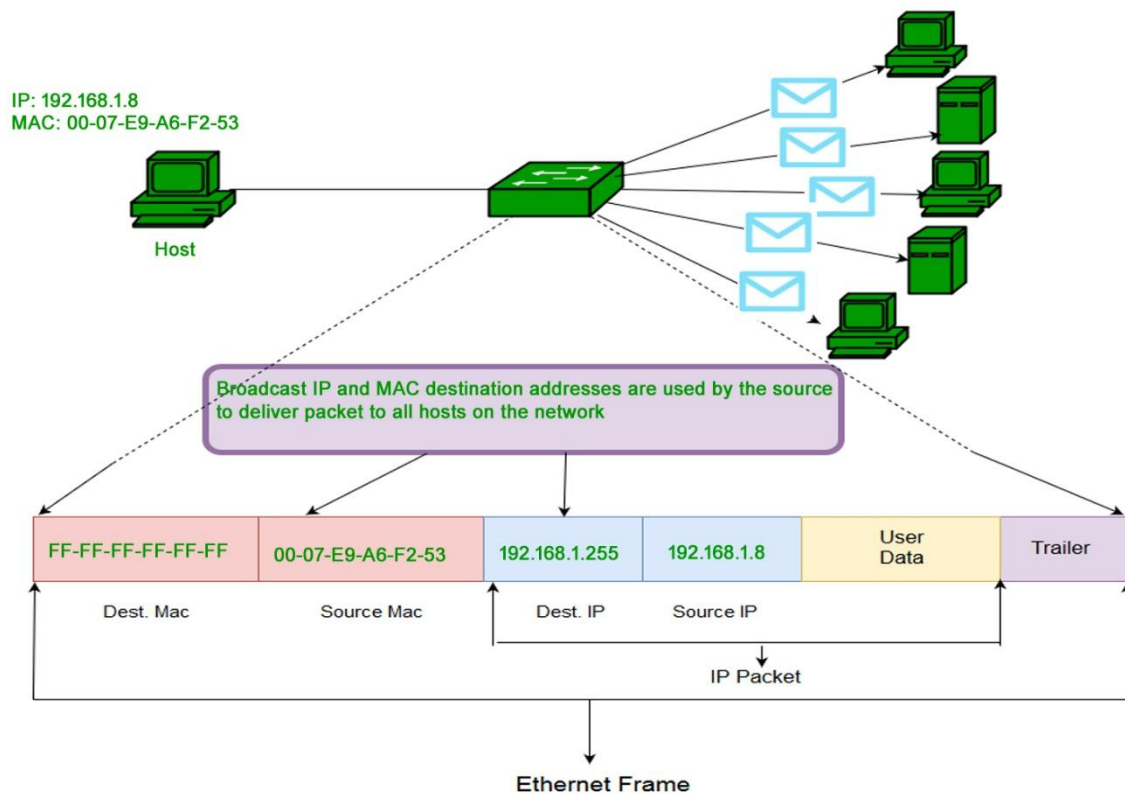 IP: 192.168.1.8
MAC: 00-07-E9-A6-F2-53
Host
Broadcast IP and MAC destination addresses are used by the source
to deliver packet to all hosts on the network
FF-FF-FF-FF-FF-FF
00-07-E9-A6-F2-53
192.168.1.255
192.168.1.8
User
Data
Trailer
Dest. Mac
Source Mac
Dest. IP
Source IP
IP Packet
Ethernet Frame